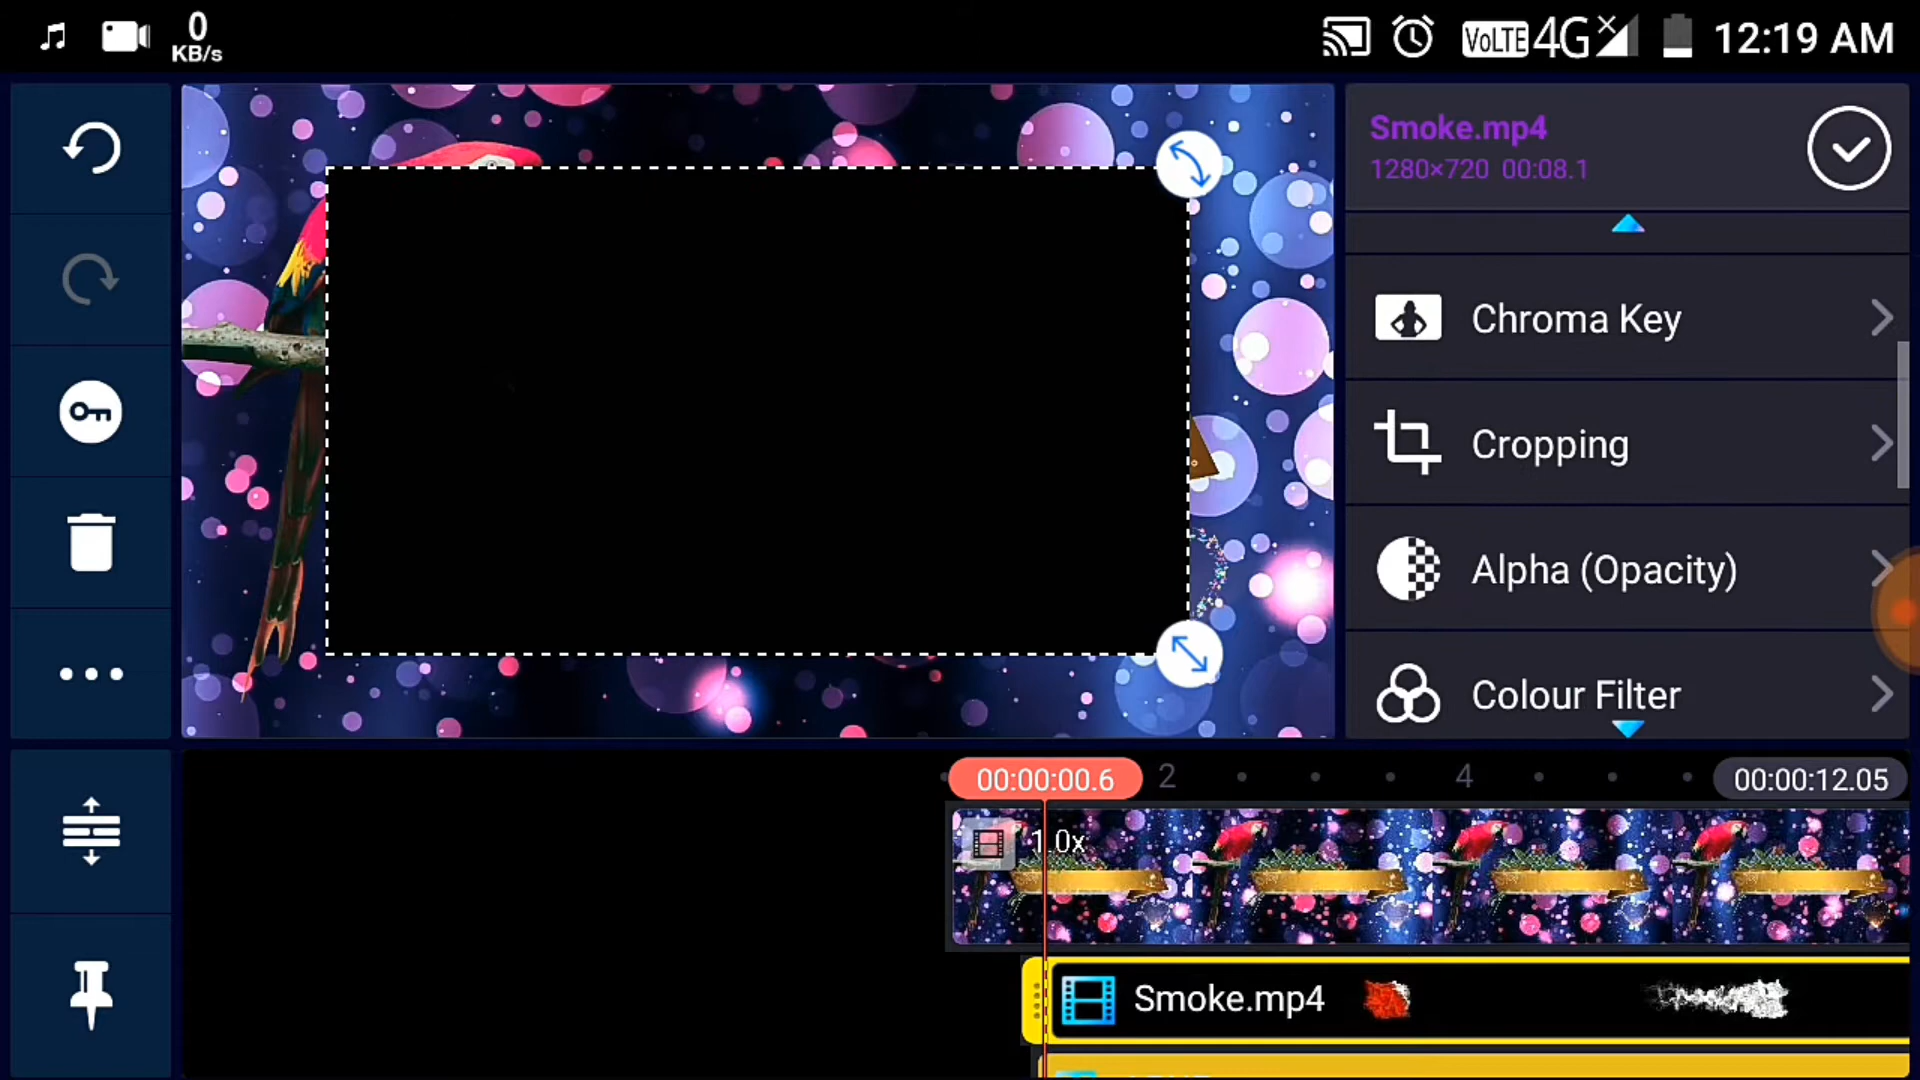 0
KB/s
VoLTE 4G 12:19 AM
Smoke.mp4
1280×720 00:08.1
Chroma Key
Cropping
Alpha (Opacity)
Colour Filter
00:00:00.6 2 4 00:00:12.05
1.0x
Smoke.mp4